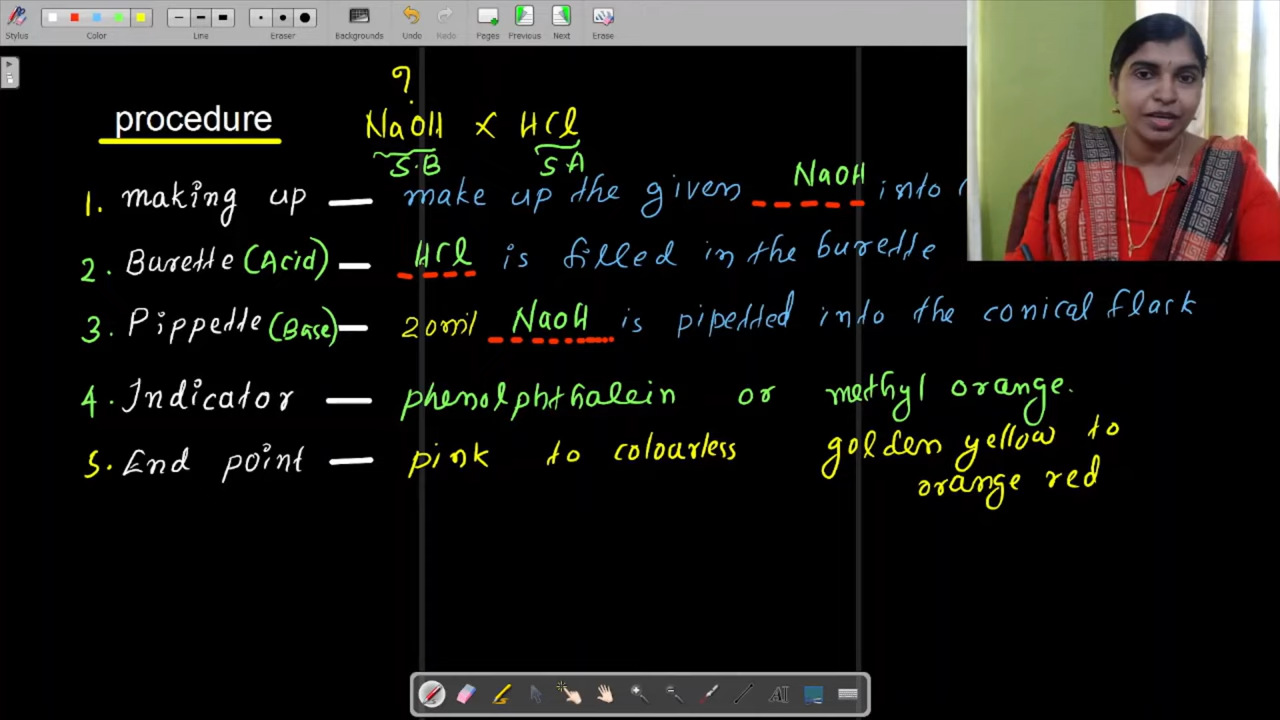 Stylus Color Line Eraser Backgrounds Undo Redo Pages Previous Next Erase
?
procedure NaOH × HCl
S.B SA
1. making up — make up the given NaOH into
2. Burette (Acid) — HCl is filled in the burette
3. Pippette (Base) — 20ml NaOH is pipetted into the conical flask
4. Indicator — phenolphthalein or methyl orange.
5. End point — pink to colourless golden yellow to
orange red